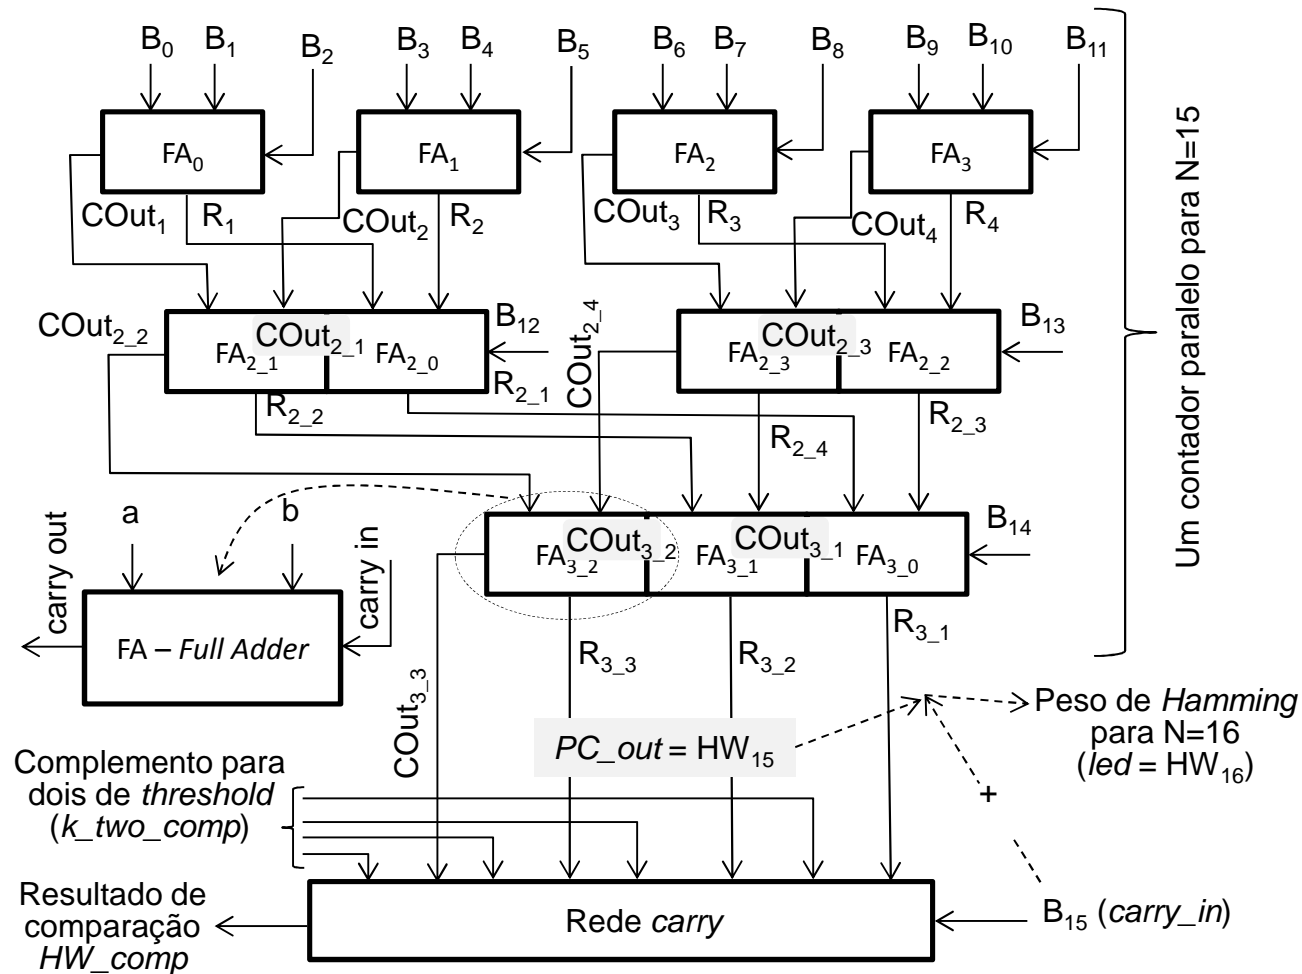 B0 B1 B2 B3 B4 B5 B6 B7 B8 B9 B10 B11
FA0 FA1 FA2 FA3
COut1 R1 COut2 R2 COut3 R3 COut4 R4
COut2_2 FA2_1 COut2_1 FA2_0 B12 R2_1
COut2_4 FA2_3 COut2_3 FA2_2 B13
R2_2 R2_4 R2_3
Um contador paralelo para N=15
carry out a b carry in
FA – Full Adder
FA3_2 COut3_2 FA3_1 COut3_1 FA3_0 B14
COut3_3 R3_3 R3_2 R3_1
PC_out = HW15
Peso de Hamming
para N=16
(led = HW16)
+
Complemento para
dois de threshold
(k_two_comp)
Resultado de
comparação
HW_comp
Rede carry
B15 (carry_in)